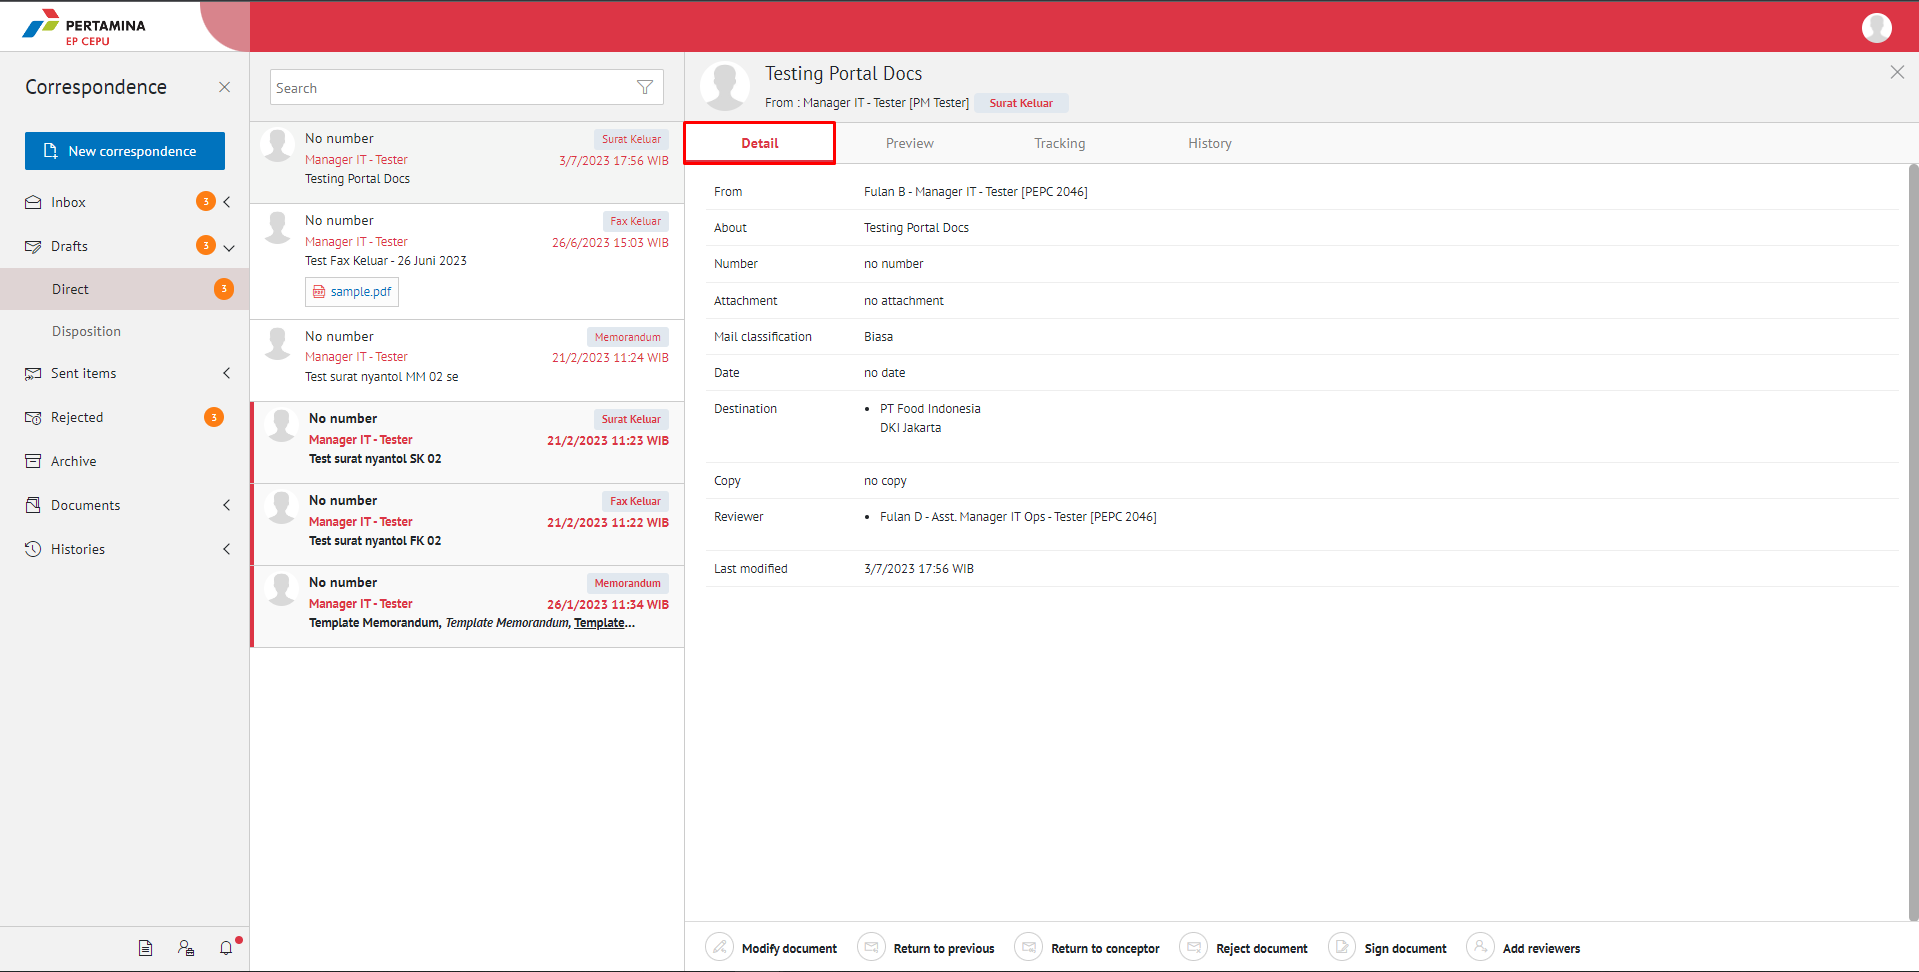 PERTAMINA
EP CEPU
Correspondence
New correspondence
Inbox 3
Drafts 3
Direct 3
Disposition
Sent items
Rejected 3
Archive
Documents
Histories
Search
No number Surat Keluar
Manager IT - Tester 3/7/2023 17:56 WIB
Testing Portal Docs
No number Fax Keluar
Manager IT - Tester 26/6/2023 15:03 WIB
Test Fax Keluar - 26 Juni 2023
sample.pdf
No number Memorandum
Manager IT - Tester 21/2/2023 11:24 WIB
Test surat nyantol MM 02 se
No number Surat Keluar
Manager IT - Tester 21/2/2023 11:23 WIB
Test surat nyantol SK 02
No number Fax Keluar
Manager IT - Tester 21/2/2023 11:22 WIB
Test surat nyantol FK 02
No number Memorandum
Manager IT - Tester 26/1/2023 11:34 WIB
Template Memorandum, Template Memorandum, Template...
Testing Portal Docs
From : Manager IT - Tester [PM Tester] Surat Keluar
Detail Preview Tracking History
From Fulan B - Manager IT - Tester [PEPC 2046]
About Testing Portal Docs
Number no number
Attachment no attachment
Mail classification Biasa
Date no date
Destination • PT Food Indonesia
DKI Jakarta
Copy no copy
Reviewer • Fulan D - Asst. Manager IT Ops - Tester [PEPC 2046]
Last modified 3/7/2023 17:56 WIB
Modify document Return to previous Return to conceptor Reject document Sign document Add reviewers